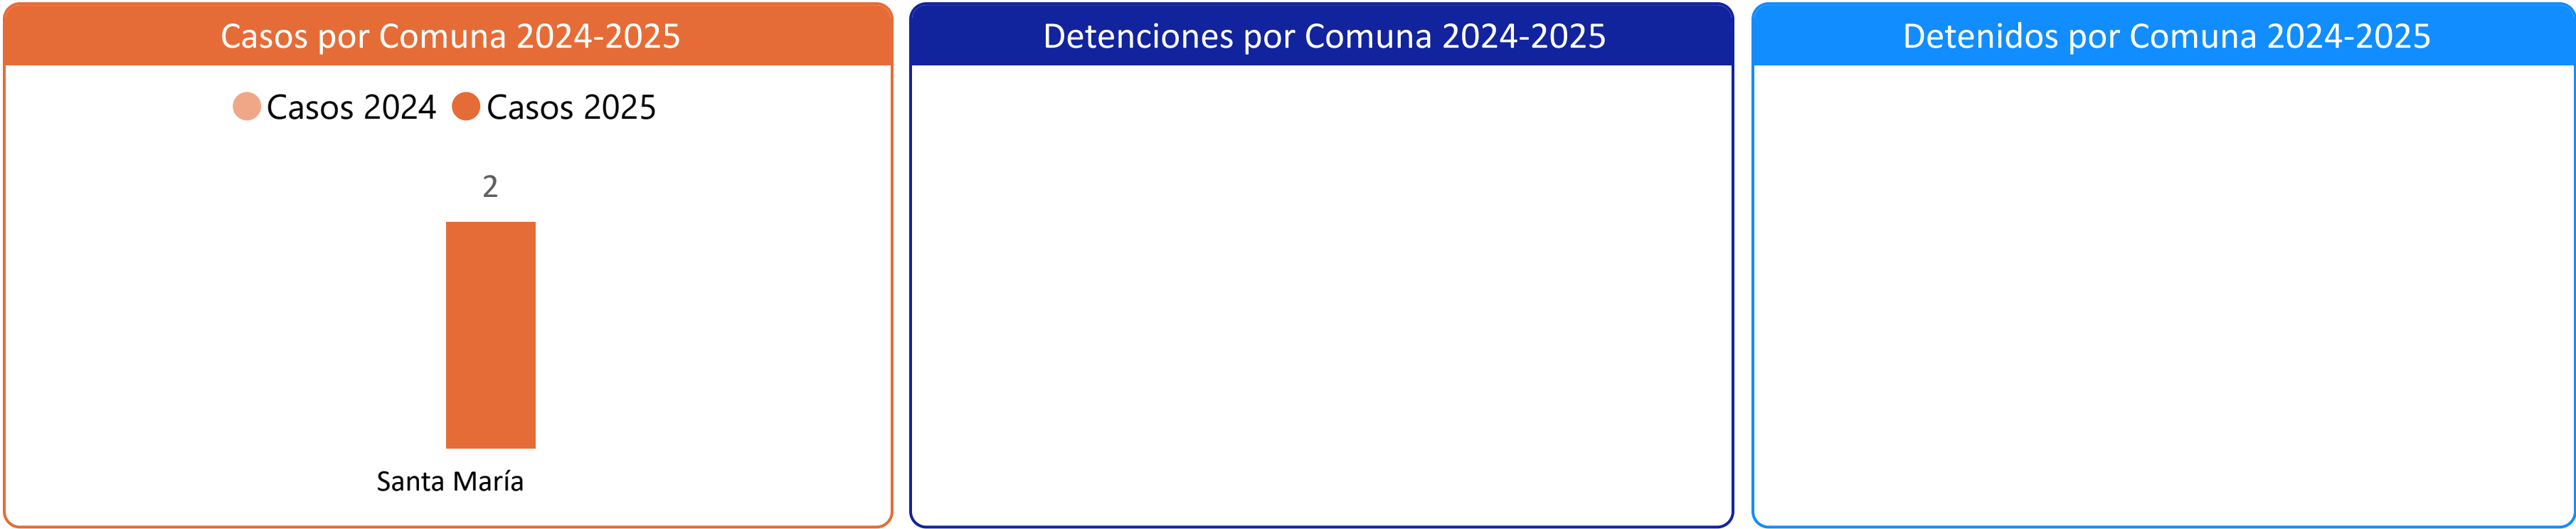 Casos por Comuna 2024-2025
Casos 2024 Casos 2025
2
Santa María
Detenciones por Comuna 2024-2025
Detenidos por Comuna 2024-2025